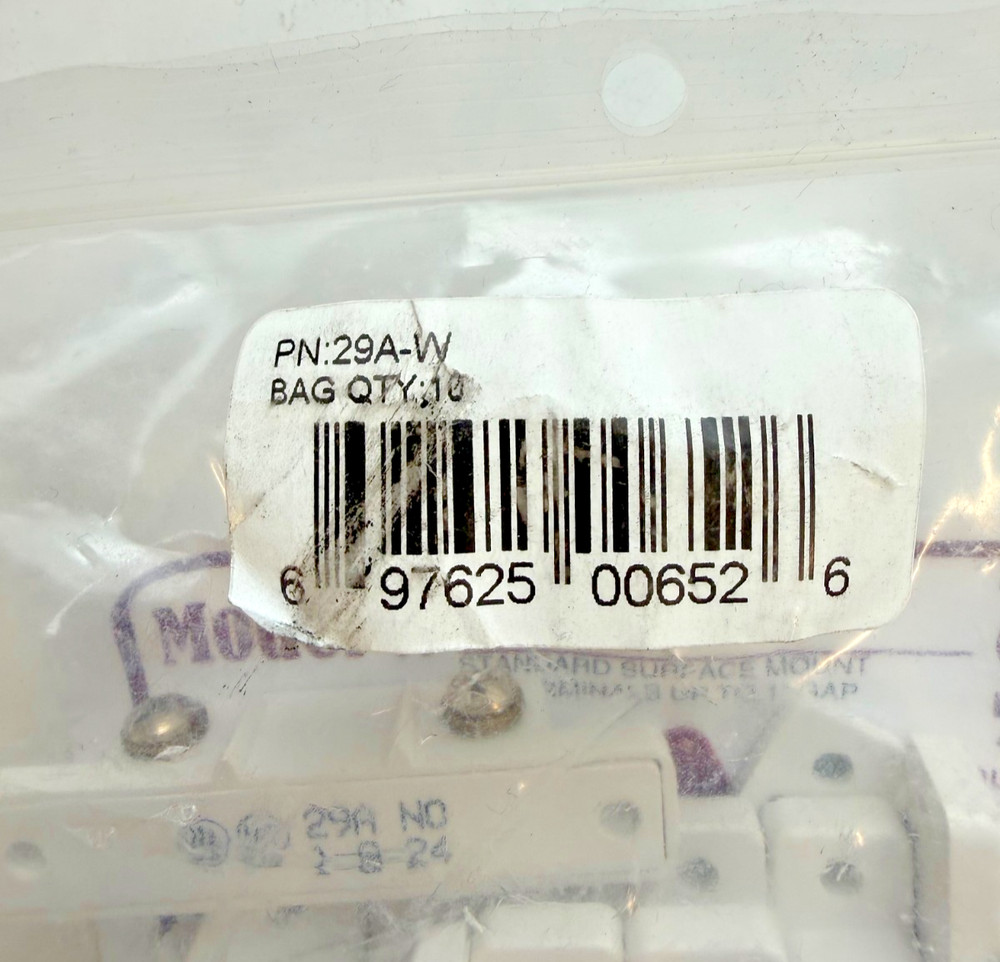 PN:29A-W
BAG QTY:10
6 97625 00652 6
STANDARD SURFACE MOUNT
29A NO
1-8-24